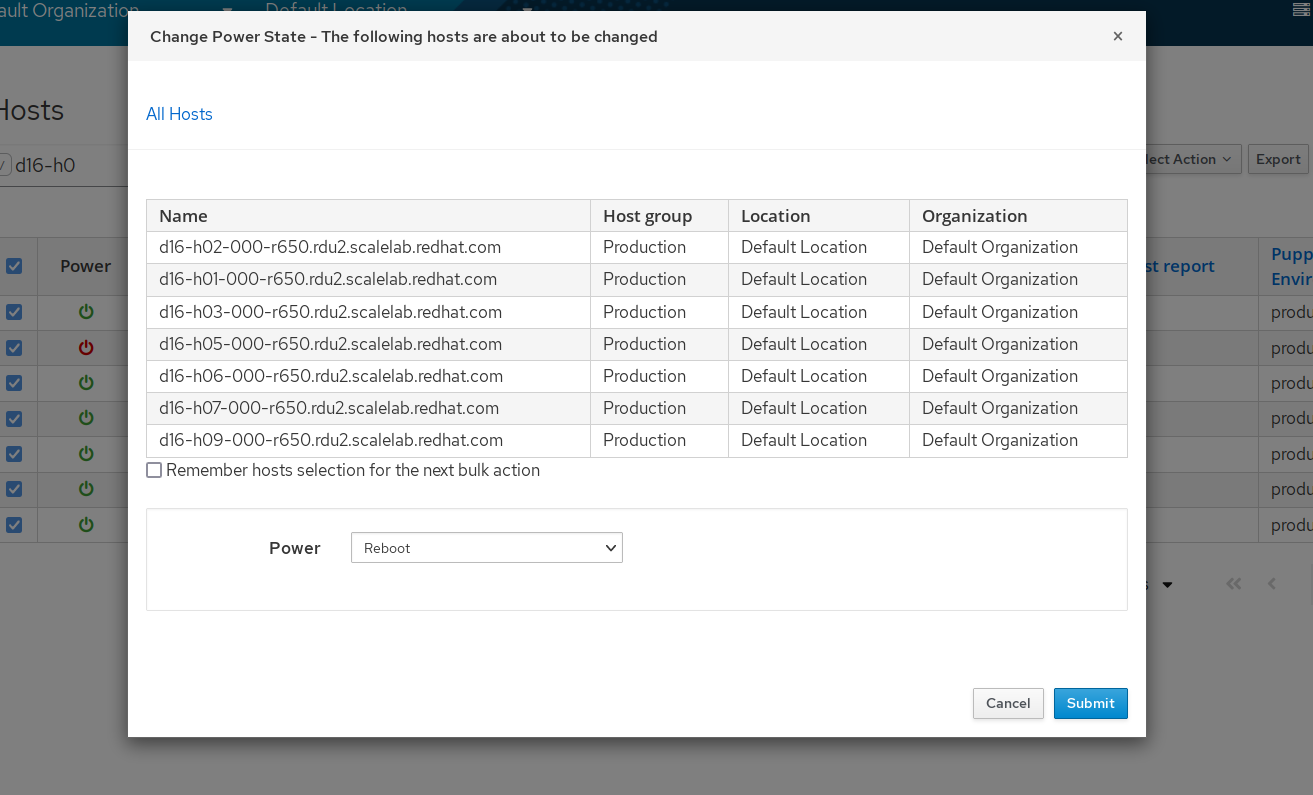 ault Organization Default Location
Change Power State - The following hosts are about to be changed ×
Hosts
All Hosts
d16-h0
lect Action Export
Name Host group Location Organization
d16-h02-000-r650.rdu2.scalelab.redhat.com Production Default Location Default Organization
d16-h01-000-r650.rdu2.scalelab.redhat.com Production Default Location Default Organization
d16-h03-000-r650.rdu2.scalelab.redhat.com Production Default Location Default Organization
d16-h05-000-r650.rdu2.scalelab.redhat.com Production Default Location Default Organization
d16-h06-000-r650.rdu2.scalelab.redhat.com Production Default Location Default Organization
d16-h07-000-r650.rdu2.scalelab.redhat.com Production Default Location Default Organization
d16-h09-000-r650.rdu2.scalelab.redhat.com Production Default Location Default Organization
Remember hosts selection for the next bulk action
Power Reboot
Cancel Submit
Power
st report
Pupp
Envir
produ
produ
produ
produ
produ
produ
produ